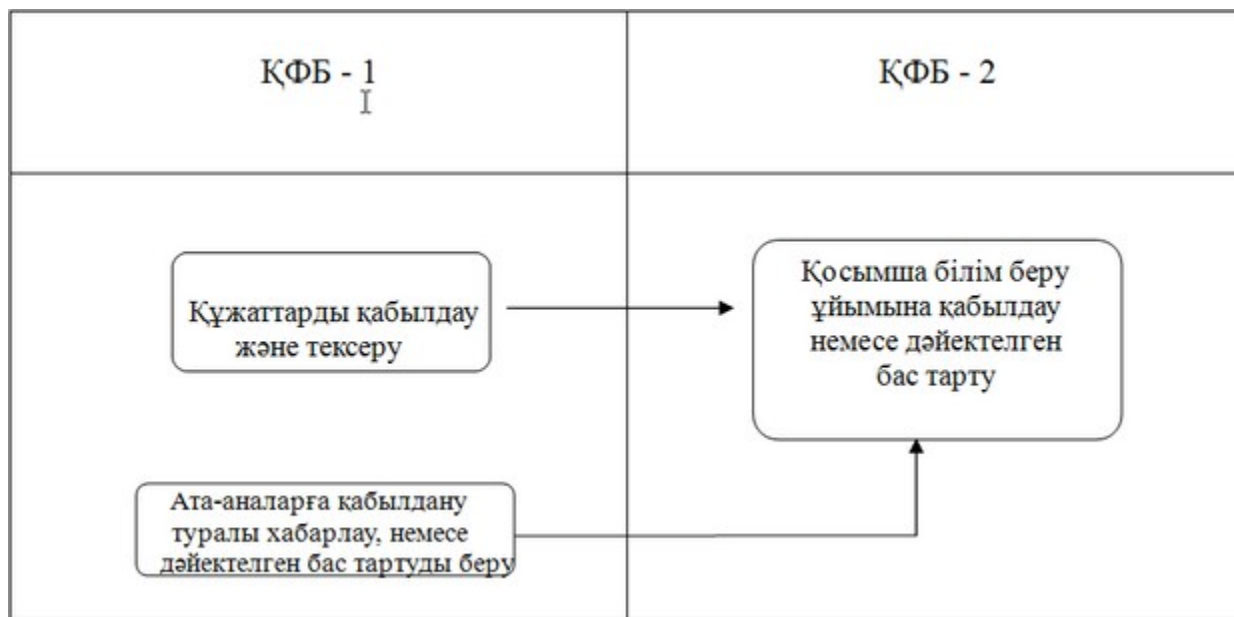 ҚФБ - 1
ҚФБ - 2
Құжаттарды қабылдау
және тексеру
Қосымша білім беру
ұйымына қабылдау
немесе дәйектелген
бас тарту
Ата-аналарға қабылдану
туралы хабарлау, немесе
дәйектелген бас тартуды беру